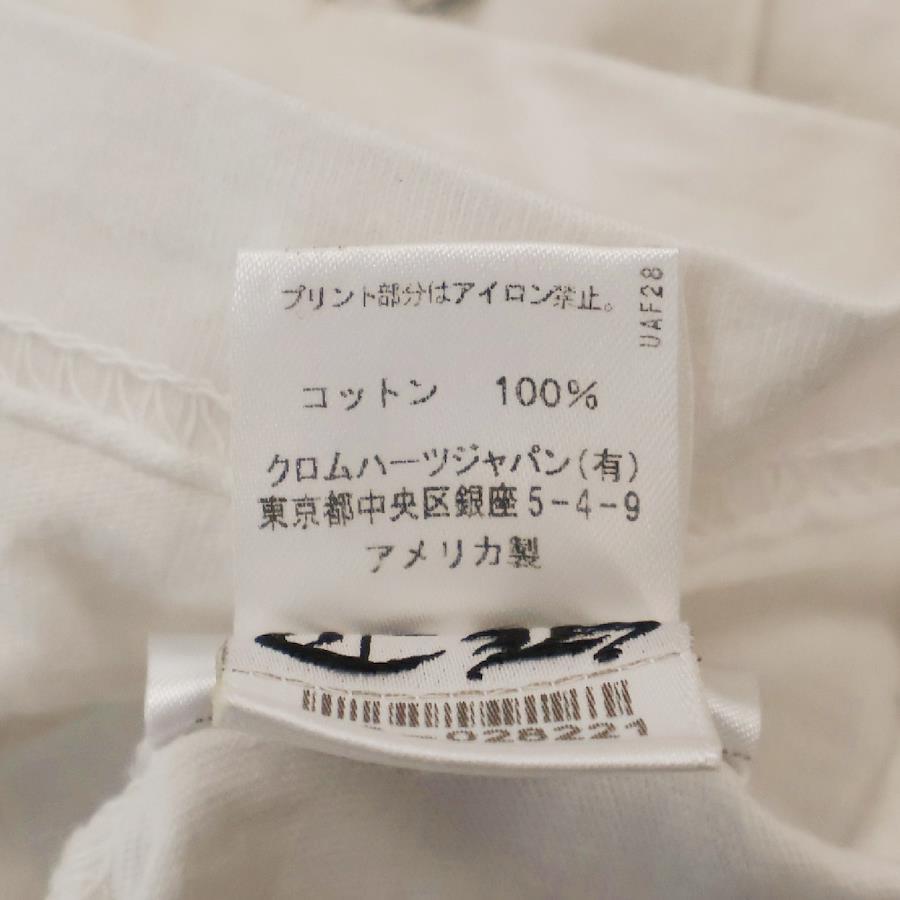 プリント部分はアイロン禁止。
UAF28
コットン 100%
クロムハーツジャパン(有)
東京都中央区銀座5-4-9
アメリカ製
028221